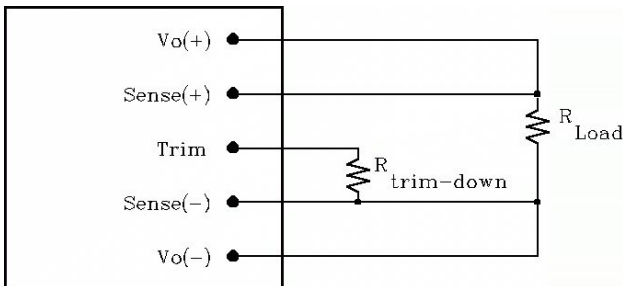 Vo(+)
Sense(+)
R
Load
Trim
R
trim-down
Sense(-)
Vo(-)